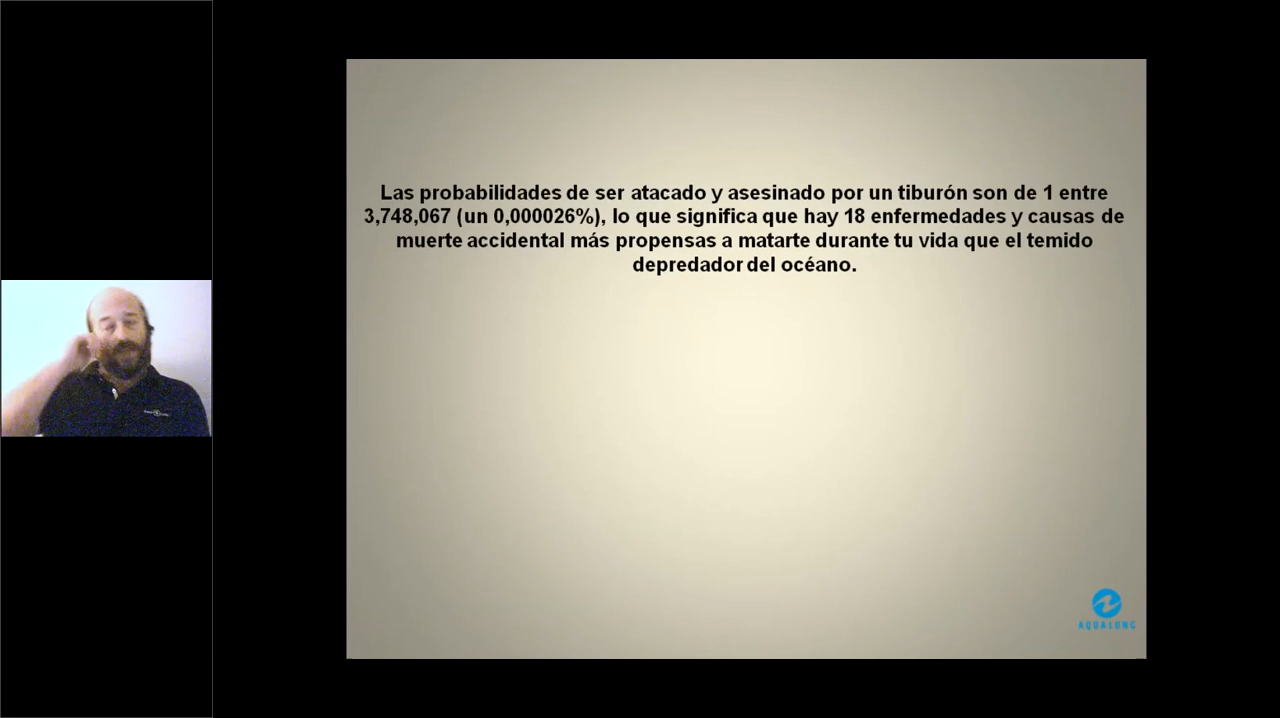 Las probabilidades de ser atacado y asesinado por un tiburón son de 1 entre
3,748,067 (un 0,000026%), lo que significa que hay 18 enfermedades y causas de
muerte accidental más propensas a matarte durante tu vida que el temido
depredador del océano.
AQUALUNG